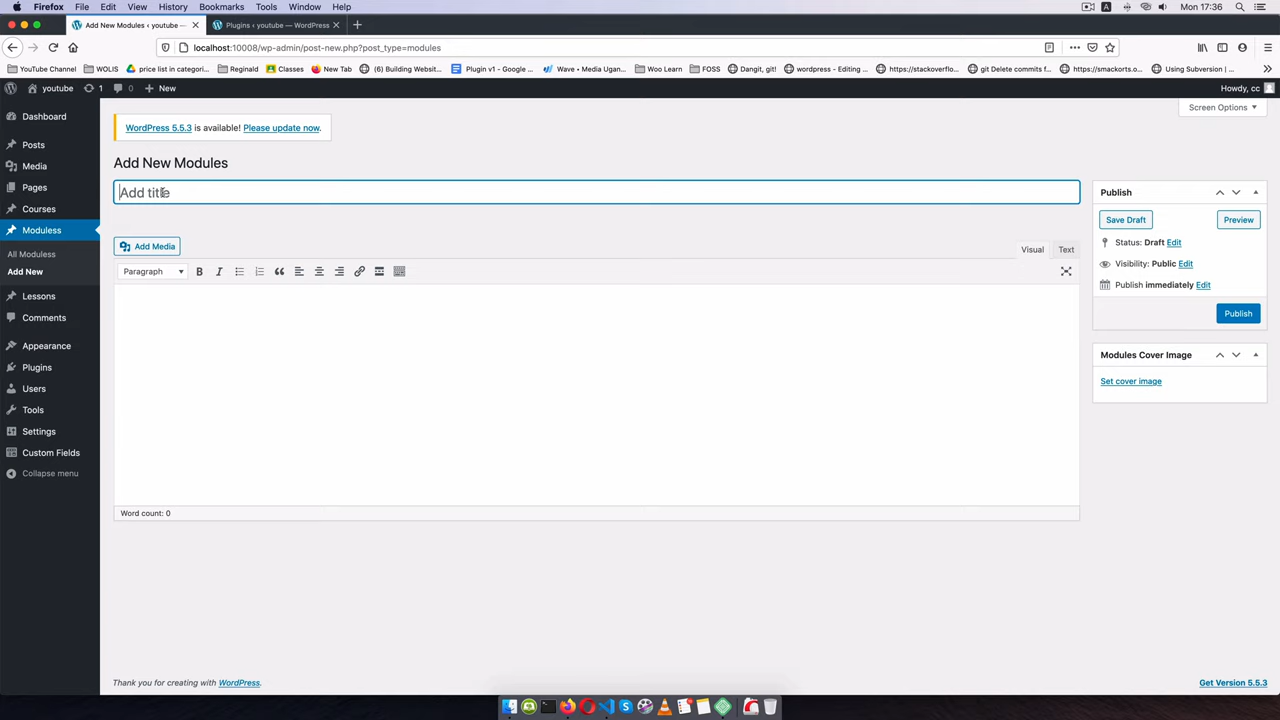 Firefox File Edit View History Bookmarks Tools Window Help
A Mon 17:36
Add New Modules ‹ youtube —
Plugins ‹ youtube — WordPress
localhost:10008/wp-admin/post-new.php?post_type=modules
YouTube Channel WOLIS price list in categori... Reginald Classes New Tab (6) Building Websit... Plugin v1 - Google ... Wave • Media Ugan... Woo Learn FOSS Dangit, git! wordpress - Editing ... https://stackoverflo... git Delete commits f... https://smackorts.o... Using Subversion |...
youtube 1 0 New
Howdy, cc
Screen Options
Dashboard
Posts
Media
Pages
Courses
Moduless
All Moduless
Add New
Lessons
Comments
Appearance
Plugins
Users
Tools
Settings
Custom Fields
Collapse menu
WordPress 5.5.3 is available! Please update now.
Add New Modules
Add title
Add Media
Visual Text
Paragraph
Word count: 0
Publish
Save Draft Preview
Status: Draft Edit
Visibility: Public Edit
Publish immediately Edit
Publish
Modules Cover Image
Set cover image
Thank you for creating with WordPress.
Get Version 5.5.3